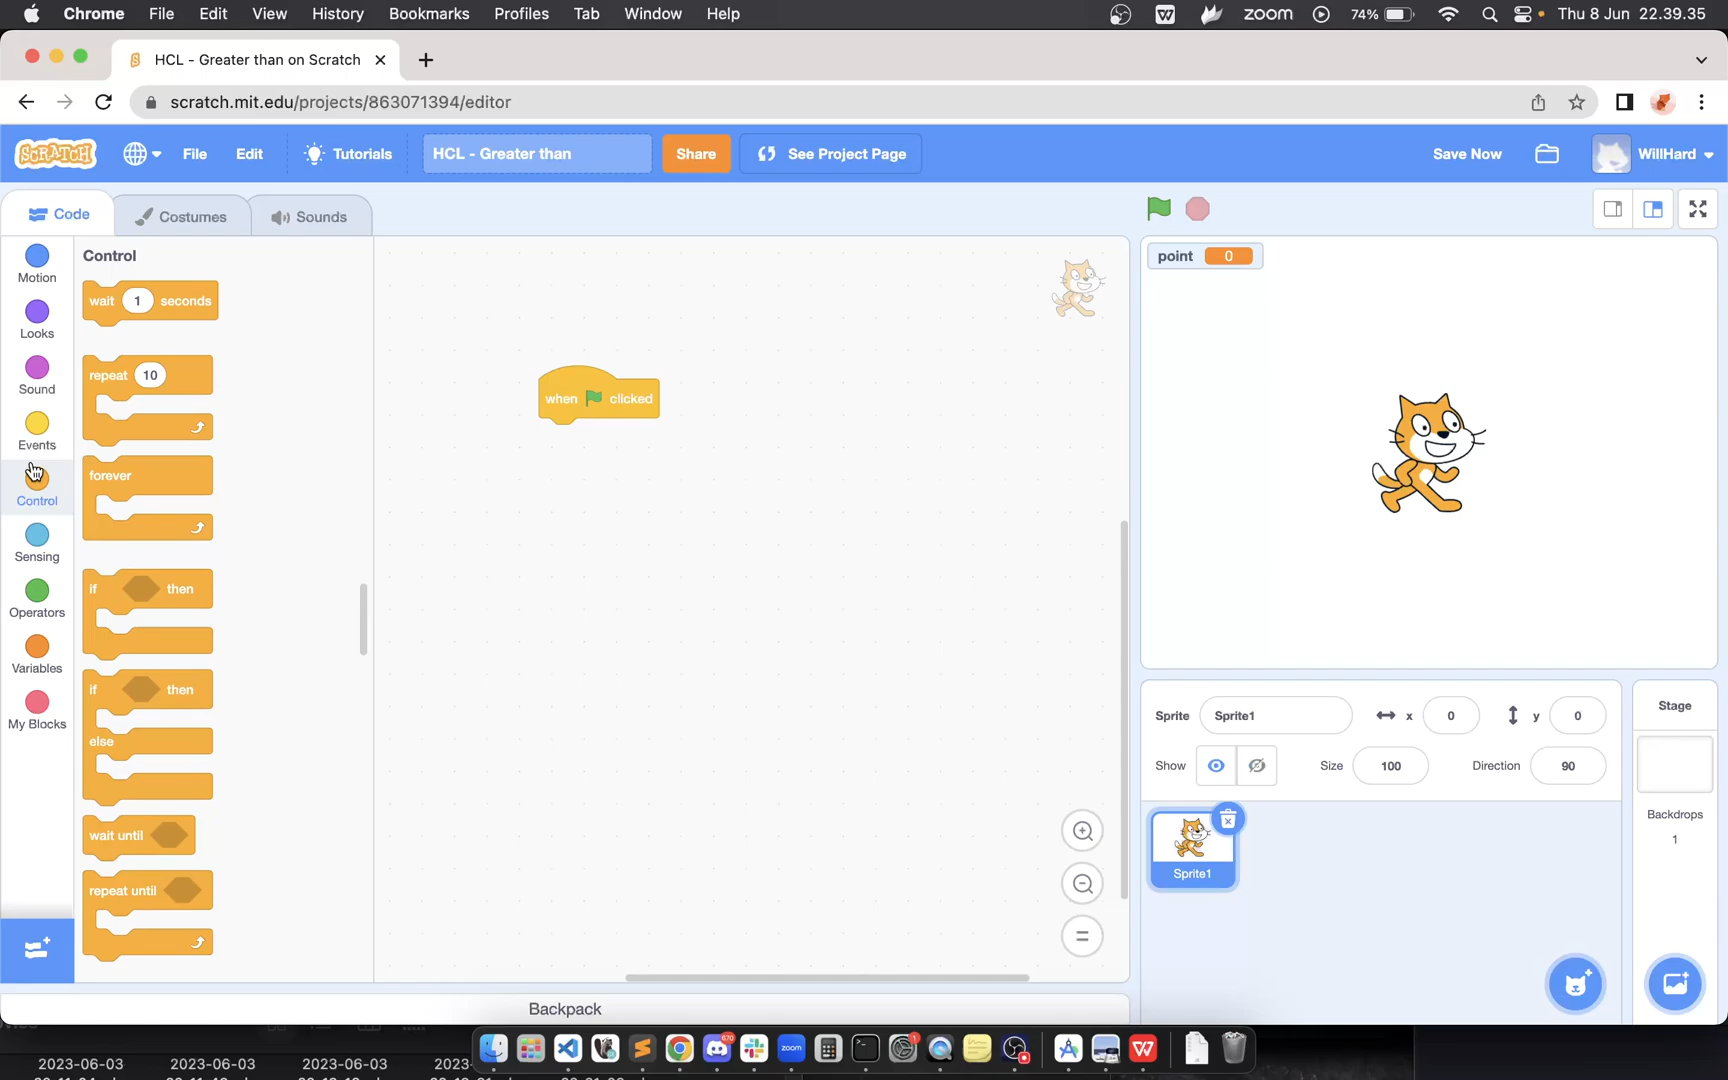 Chrome File Edit View History Bookmarks Profiles Tab Window Help zoom 74% Thu 8 Jun 22.39.35
HCL - Greater than on Scratch
scratch.mit.edu/projects/863071394/editor
SCRATCH File Edit Tutorials HCL - Greater than Share See Project Page Save Now WillHard
Code Costumes Sounds
Motion
Looks
Sound
Events
Control
Sensing
Operators
Variables
My Blocks
Control
wait 1 seconds
repeat 10
forever
if then
if then
else
wait until
repeat until
when clicked
point 0
Sprite Sprite1 x 0 y 0
Show Size 100 Direction 90
Sprite1
Stage
Backdrops
1
Backpack
670 zoom 1
2023-06-03 2023-06-03 2023-06-03